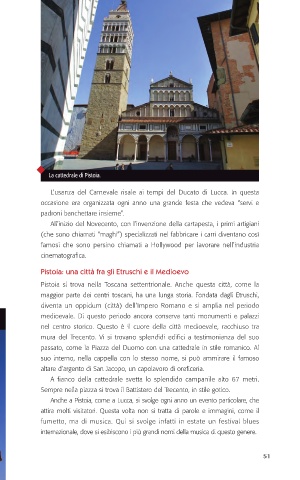 La cattedrale di Pistoia.
L'usanza del Carnevale risale ai tempi del Ducato di Lucca. In questa
occasione era organizzata ogni anno una grande festa che vedeva "servi e
padroni banchettare insieme".
All'inizio del Novecento, con l'invenzione della cartapesta, i primi artigiani
(che sono chiamati "maghi") specializzati nel fabbricare i carri diventano così
famosi che sono persino chiamati a Hollywood per lavorare nell'industria
cinematografica.
Pistoia: una città fra gli Etruschi e il Medioevo
Pistoia si trova nella Toscana settentrionale. Anche questa città, come la
maggior parte dei centri toscani, ha una lunga storia. Fondata dagli Etruschi,
diventa un oppidum (città) dell'Impero Romano e si amplia nel periodo
medioevale. Di questo periodo ancora conserva tanti monumenti e palazzi
nel centro storico. Questo è il cuore della città medioevale, racchiuso tra
mura del Trecento. Vi si trovano splendidi edifici a testimonianza del suo
passato, come la Piazza del Duomo con una cattedrale in stile romanico. Al
suo interno, nella cappella con lo stesso nome, si può ammirare il famoso
altare d'argento di San Jacopo, un capolavoro di oreficeria.
A fianco della cattedrale svetta lo splendido campanile alto 67 metri.
Sempre nella piazza si trova il Battistero del Trecento, in stile gotico.
Anche a Pistoia, come a Lucca, si svolge ogni anno un evento particolare, che
attira molti visitatori. Questa volta non si tratta di parole e immagini, come il
fumetto, ma di musica. Qui si svolge infatti in estate un festival blues
internazionale, dove si esibiscono i più grandi nomi della musica di questo genere.
51